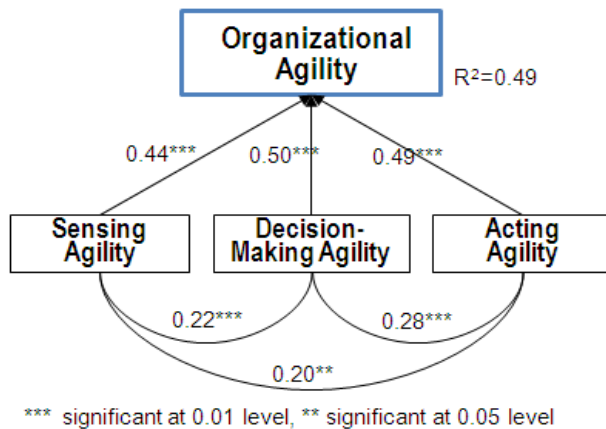 Organizational
Agility
R²=0.49
0.44***
0.50***
0.49***
Sensing
Agility
Decision-
Making Agility
Acting
Agility
0.22***
0.28***
0.20**
*** significant at 0.01 level, ** significant at 0.05 level